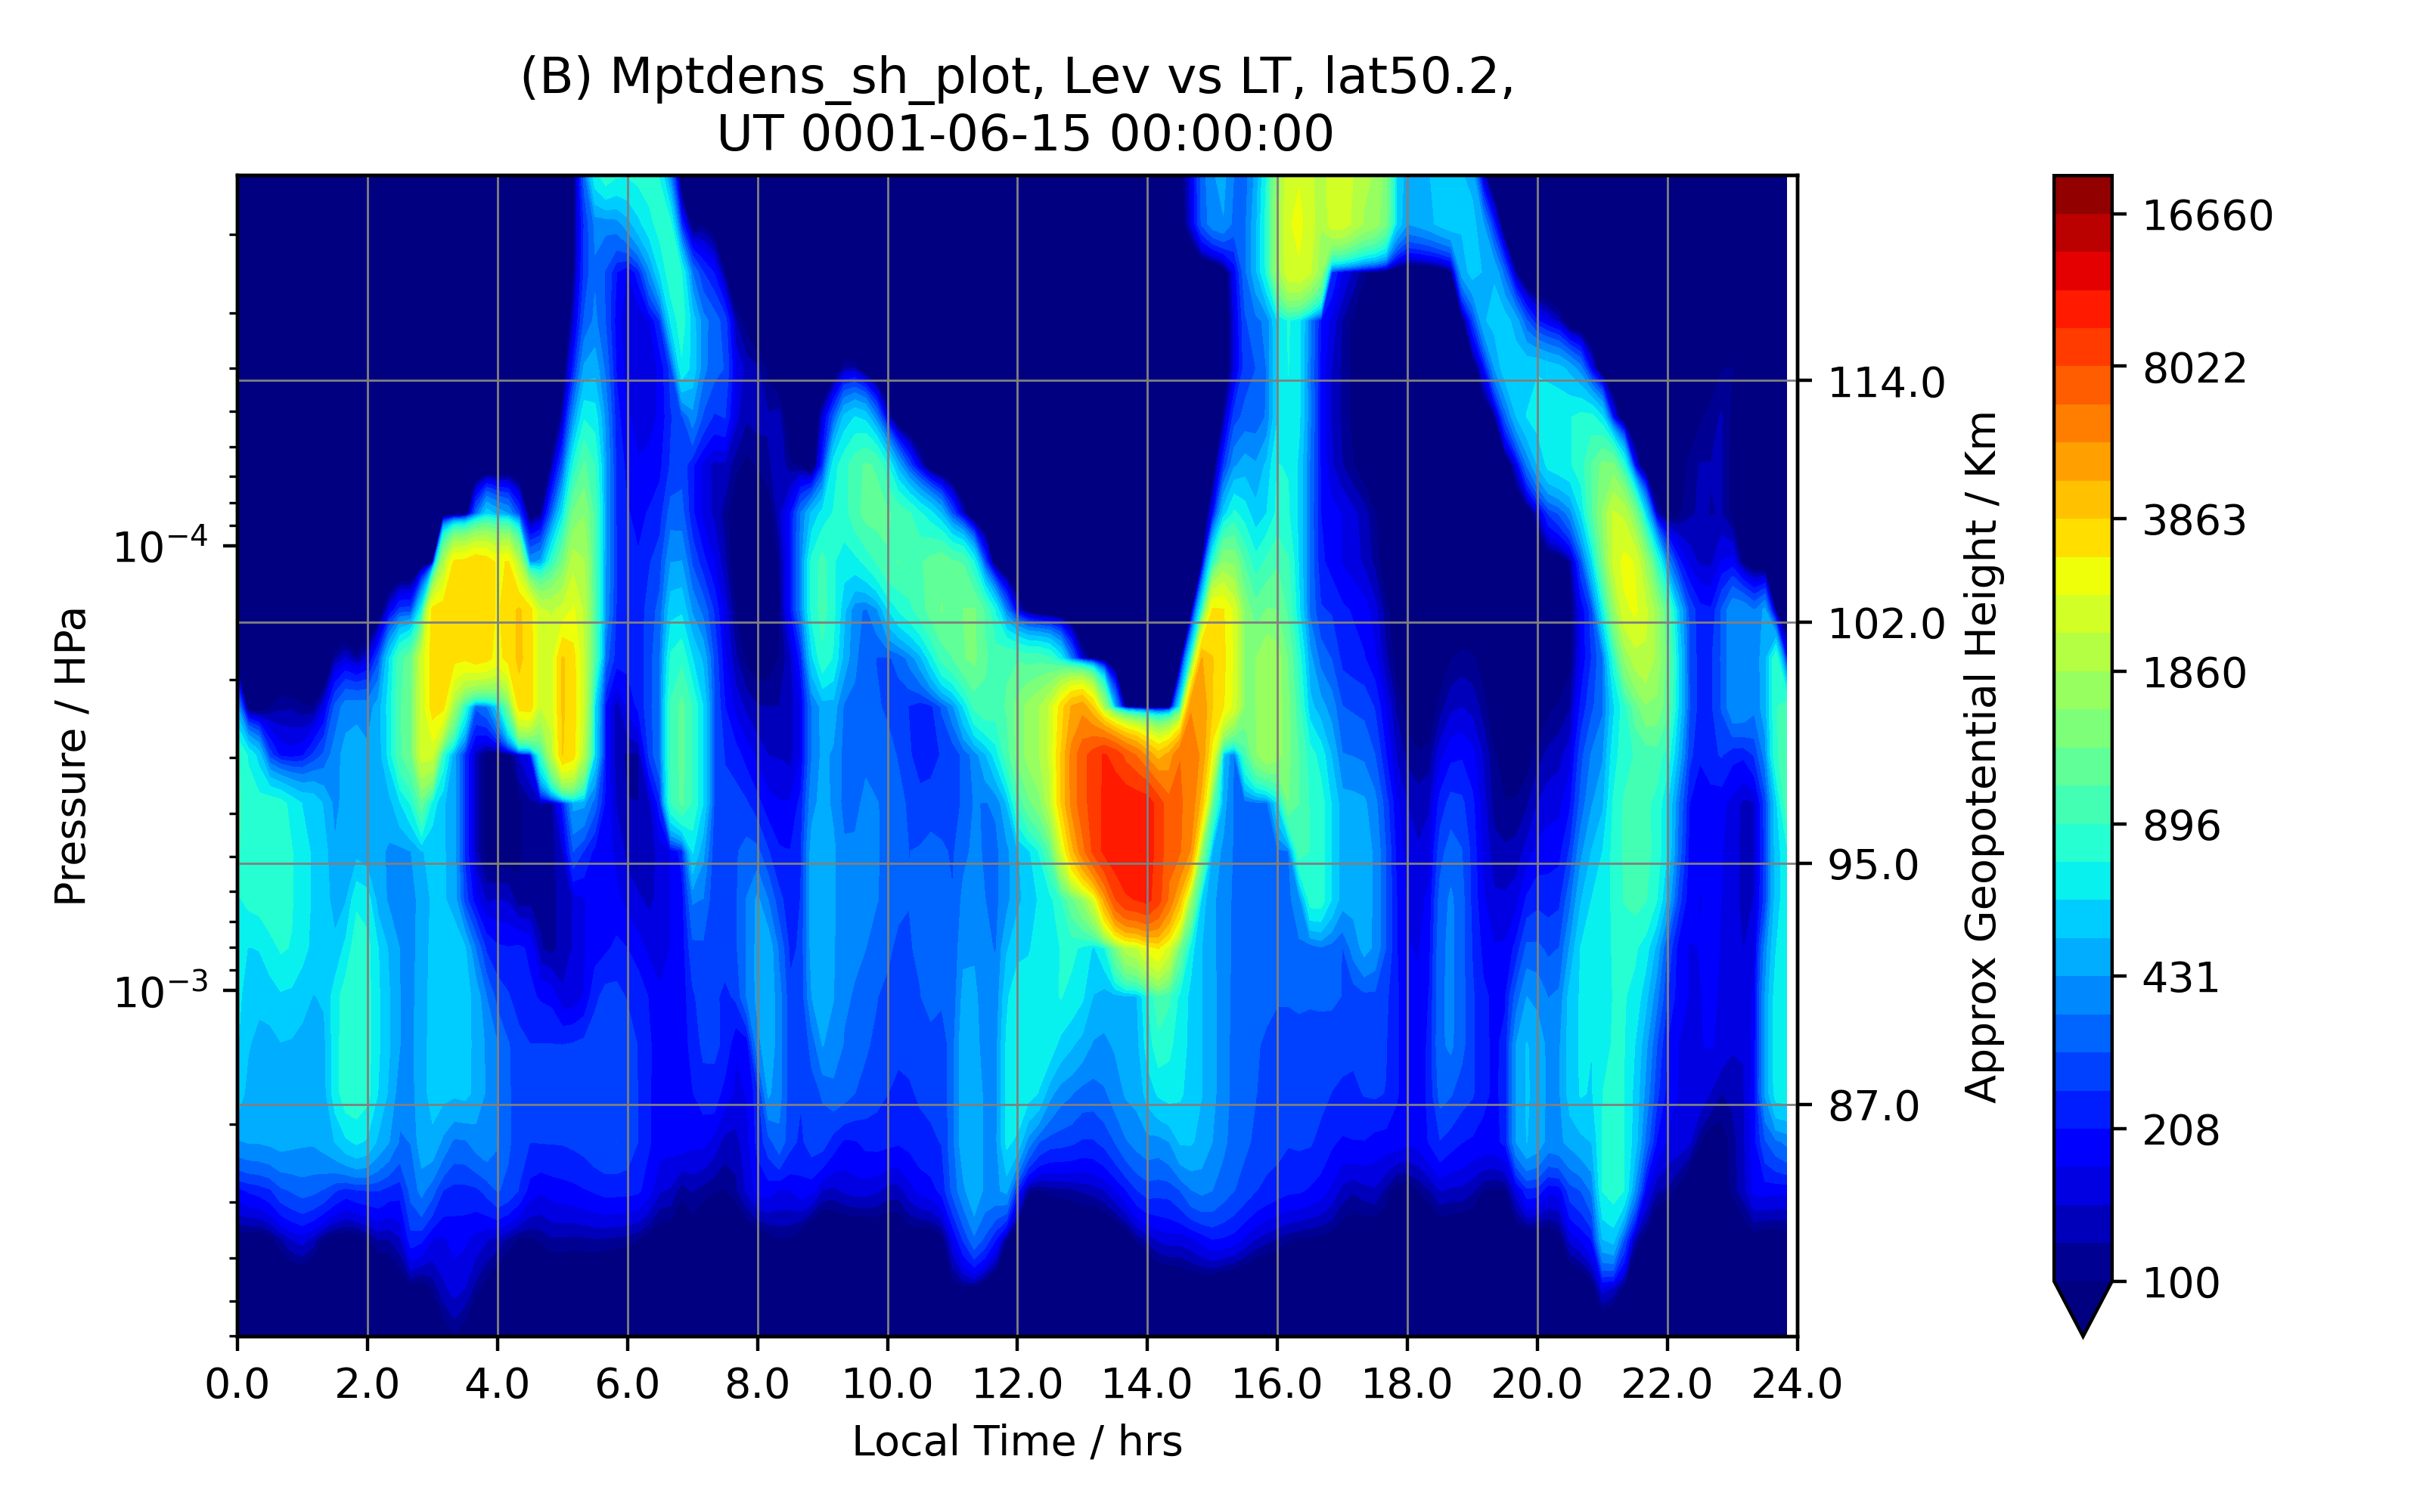 (B) Mptdens_sh_plot, Lev vs LT, lat50.2,
UT 0001-06-15 00:00:00
Pressure / HPa
10⁻⁴
10⁻³
0.0 2.0 4.0 6.0 8.0 10.0 12.0 14.0 16.0 18.0 20.0 22.0 24.0
Local Time / hrs
114.0
102.0
95.0
87.0
Approx Geopotential Height / Km
16660
8022
3863
1860
896
431
208
100